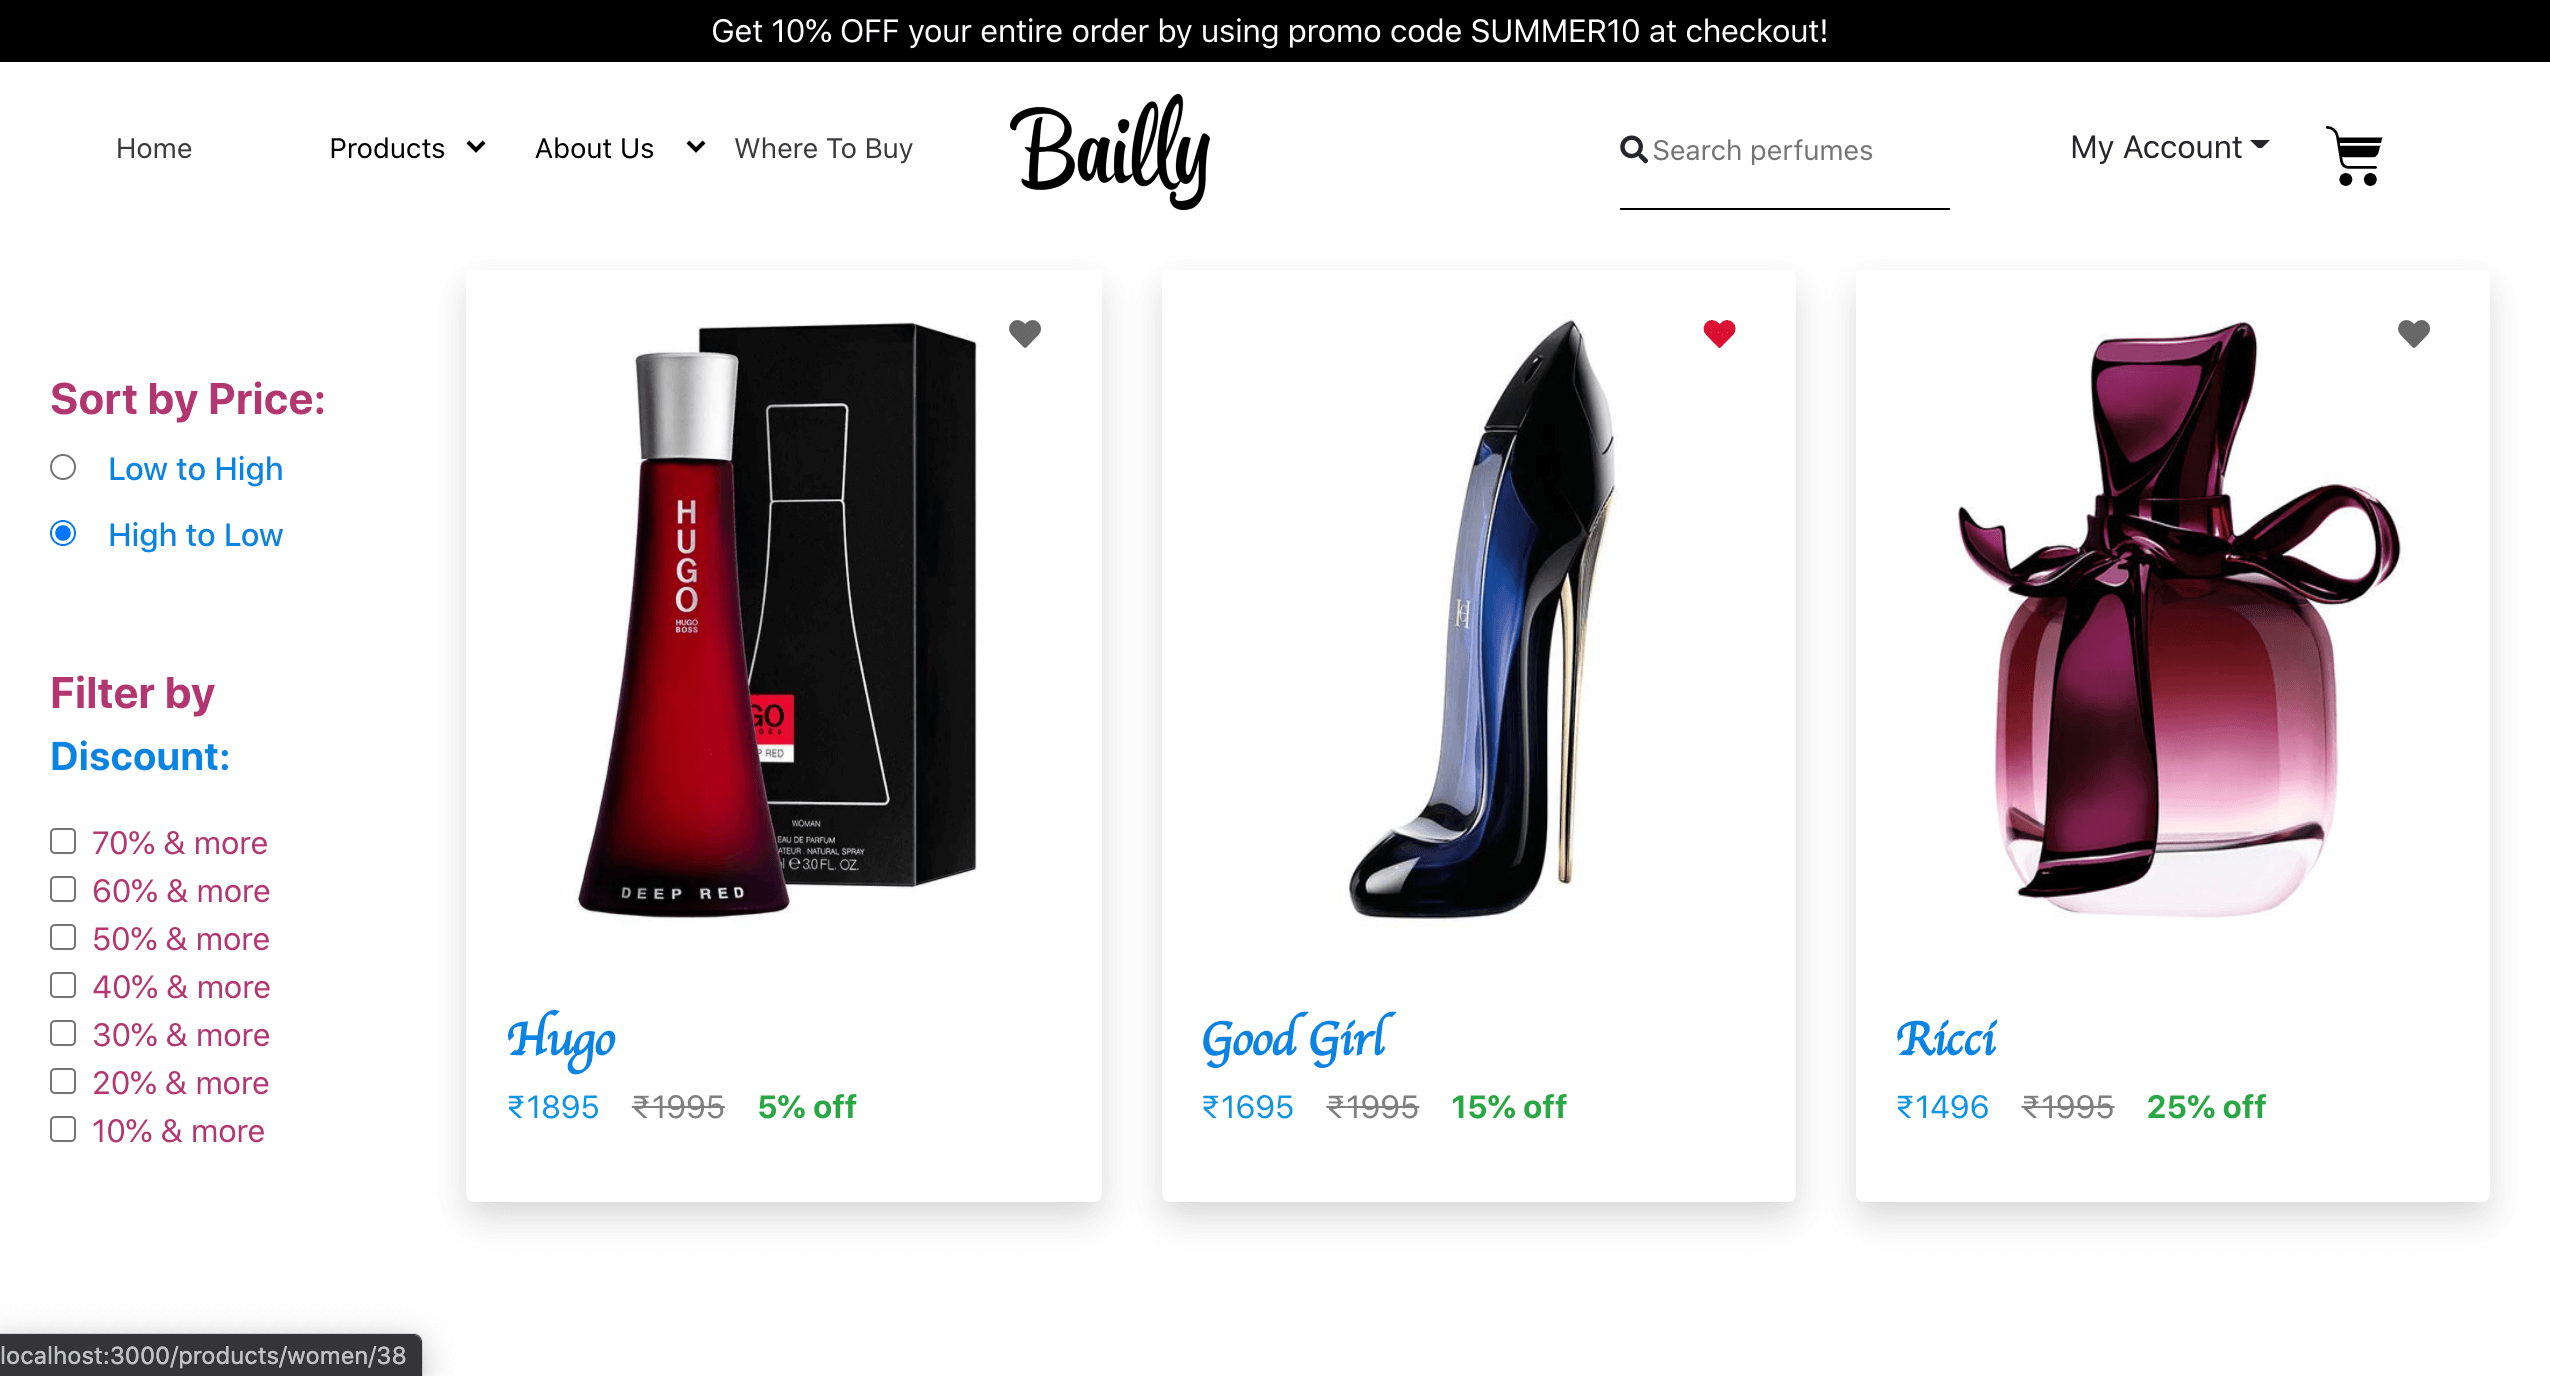 Get 10% OFF your entire order by using promo code SUMMER10 at checkout!
Home Products About Us Where To Buy Bailly Search perfumes My Account
Sort by Price:
Low to High
High to Low
Filter by
Discount:
70% & more
60% & more
50% & more
40% & more
30% & more
20% & more
10% & more
HUGO
HUGO
BOSS
DEEP RED
GO
P RED
WOMAN
EAU DE PARFUM
ATEUR . NATURAL SPRAY
℮ 3.0 FL. OZ.
Hugo
₹1895 ₹1995 5% off
Good Girl
₹1695 ₹1995 15% off
Ricci
₹1496 ₹1995 25% off
localhost:3000/products/women/38